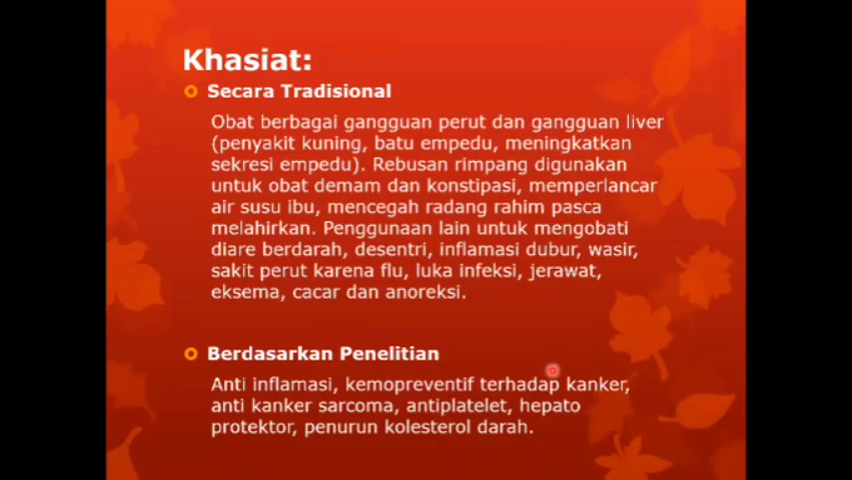 Khasiat:
Secara Tradisional
Obat berbagai gangguan perut dan gangguan liver
(penyakit kuning, batu empedu, meningkatkan
sekresi empedu). Rebusan rimpang digunakan
untuk obat demam dan konstipasi, memperlancar
air susu ibu, mencegah radang rahim pasca
melahirkan. Penggunaan lain untuk mengobati
diare berdarah, desentri, inflamasi dubur, wasir,
sakit perut karena flu, luka infeksi, jerawat,
eksema, cacar dan anoreksi.
Berdasarkan Penelitian
Anti inflamasi, kemopreventif terhadap kanker,
anti kanker sarcoma, antiplatelet, hepato
protektor, penurun kolesterol darah.